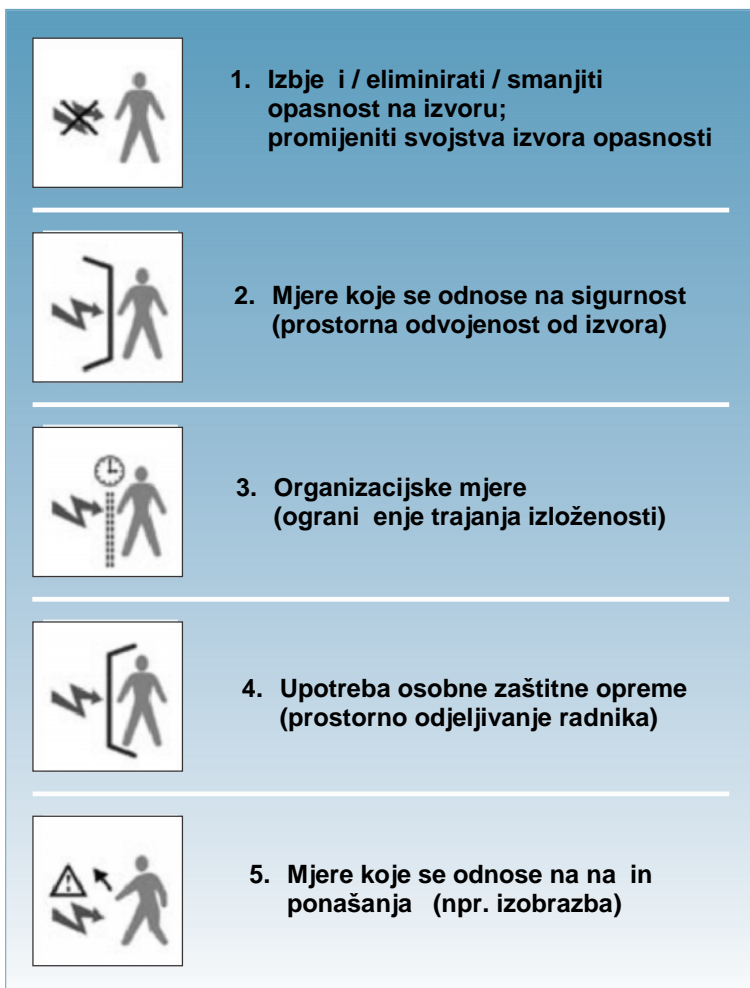 1. Izbje i / eliminirati / smanjiti
opasnost na izvoru;
promijeniti svojstva izvora opasnosti
2. Mjere koje se odnose na sigurnost
(prostorna odvojenost od izvora)
3. Organizacijske mjere
(ograni enje trajanja izloženosti)
4. Upotreba osobne zaštitne opreme
(prostorno odjeljivanje radnika)
5. Mjere koje se odnose na na in
ponašanja (npr. izobrazba)